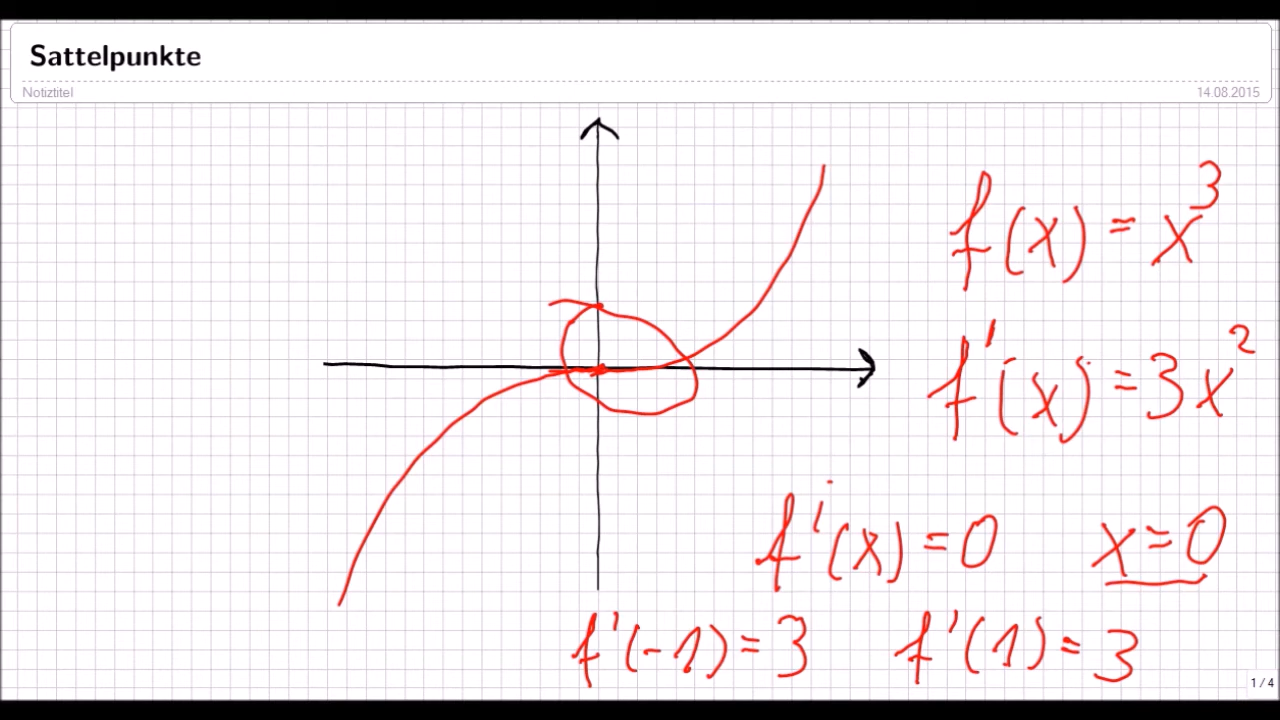 Sattelpunkte
Notiztitel 14.08.2015
f(x) = x³
f'(x) = 3x²
f'(x) = 0 x = 0
f'(-1) = 3 f'(1) = 3
1 / 4